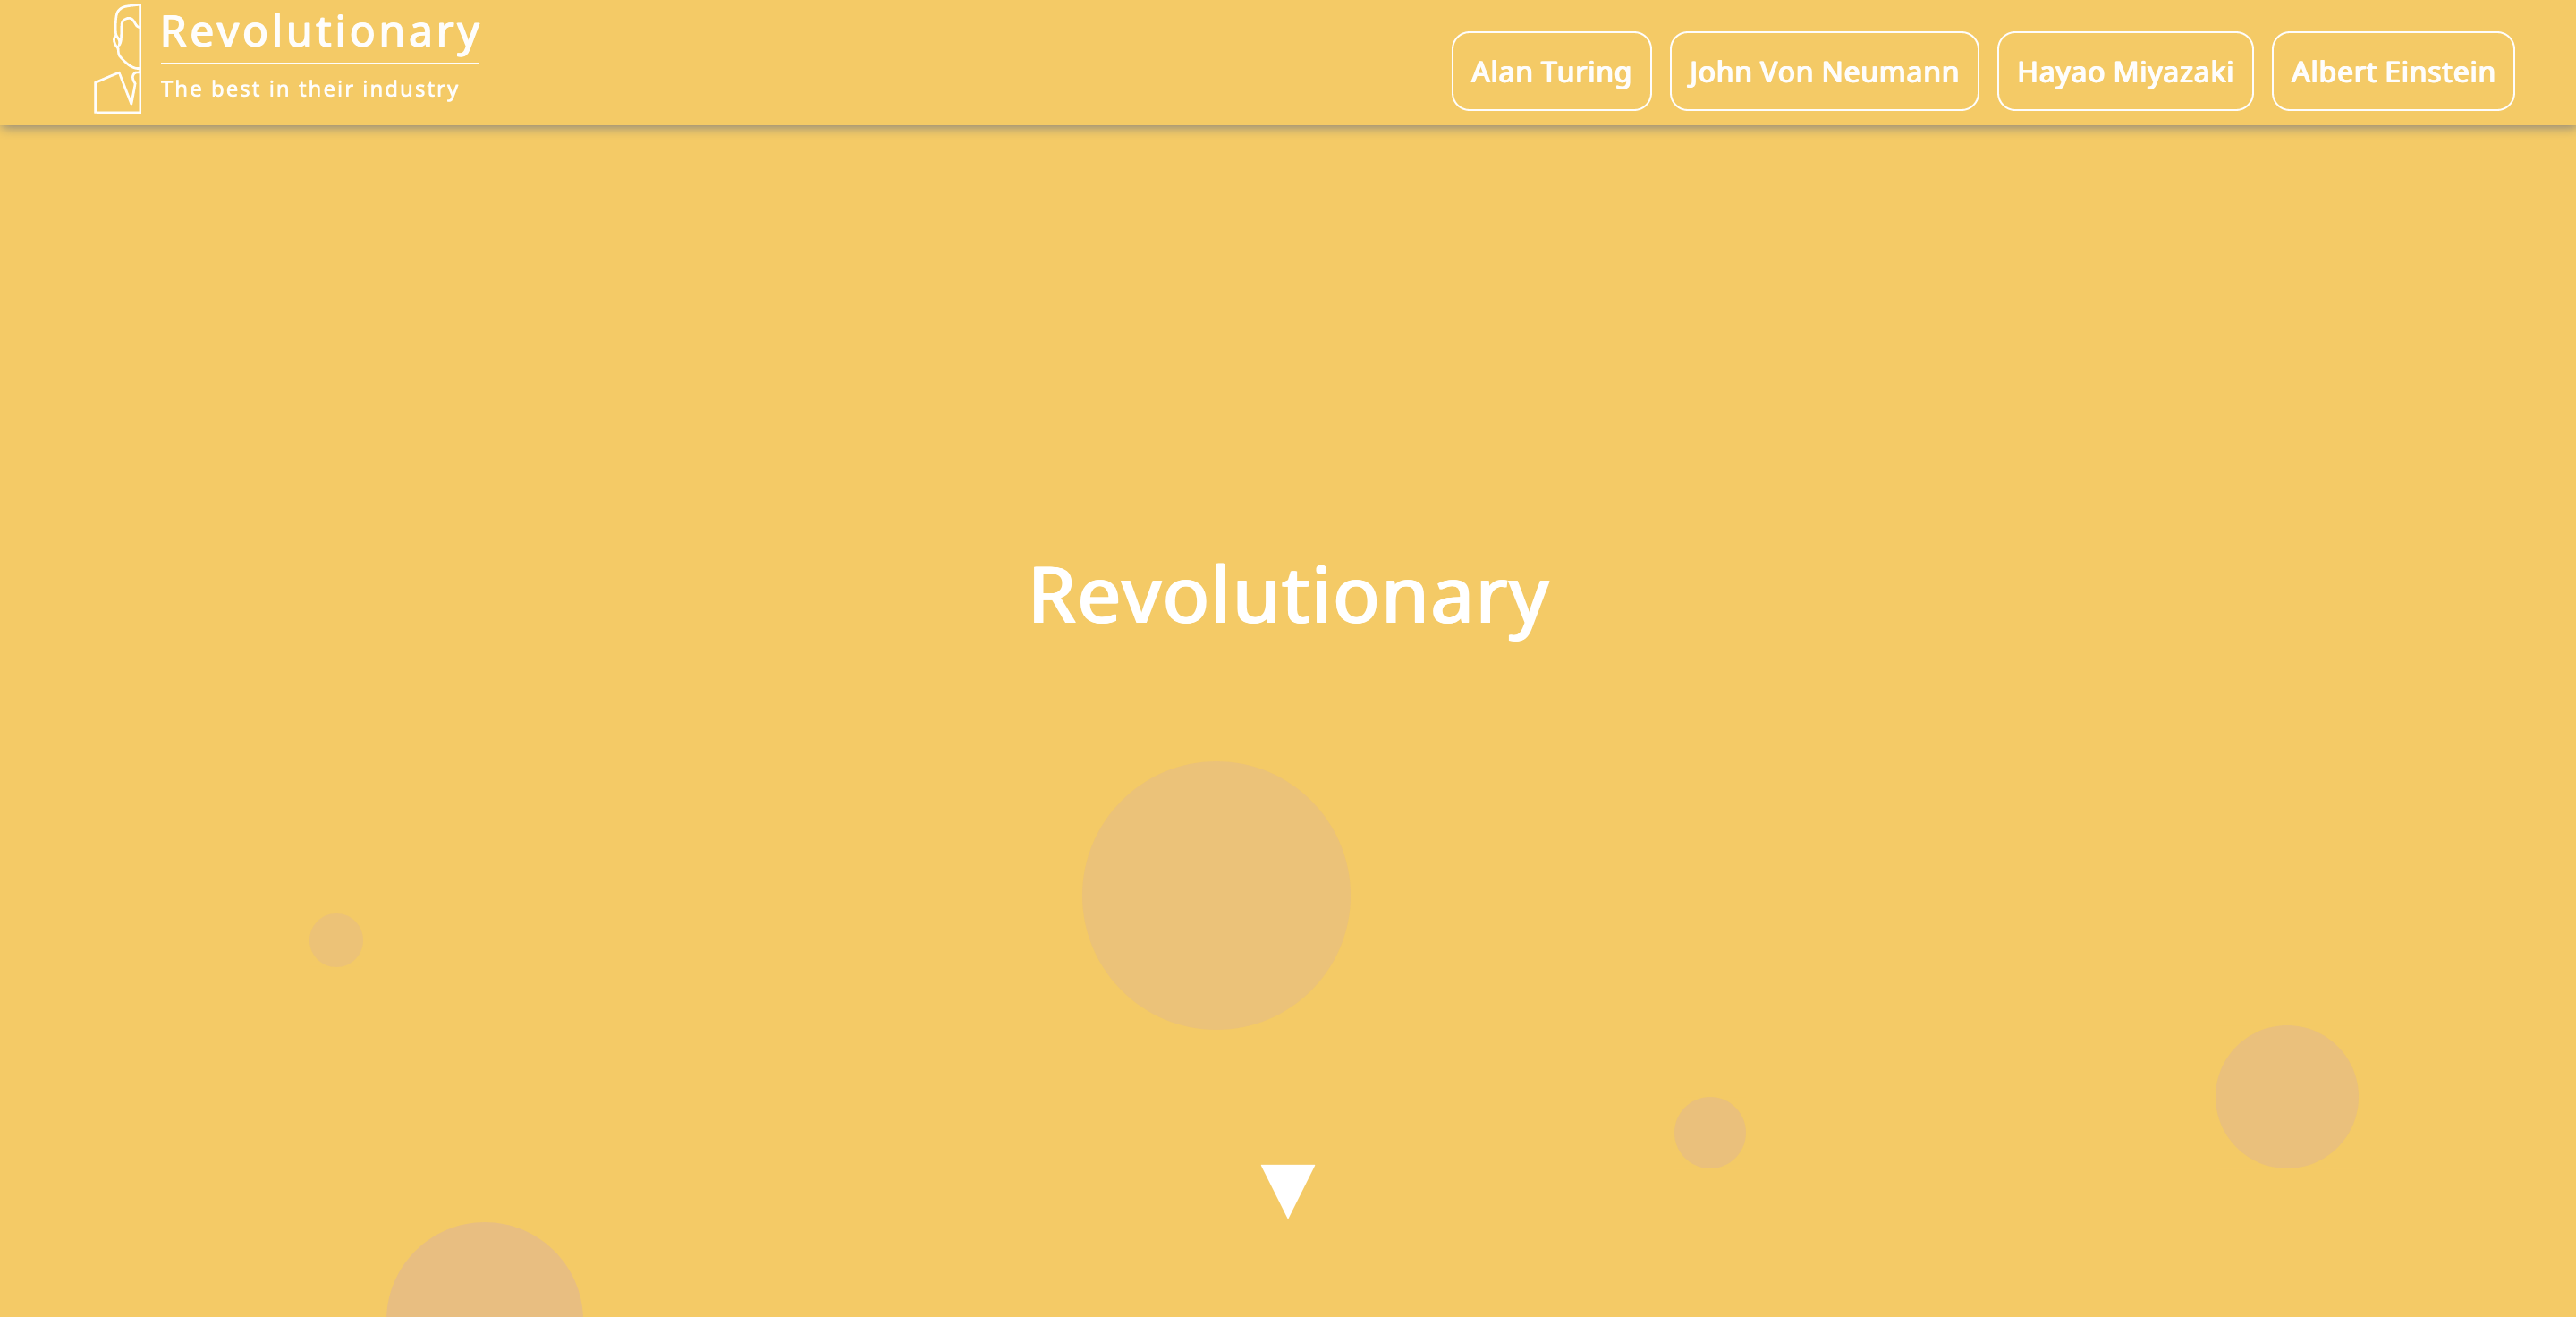 Revolutionary
The best in their industry
Alan Turing
John Von Neumann
Hayao Miyazaki
Albert Einstein
Revolutionary